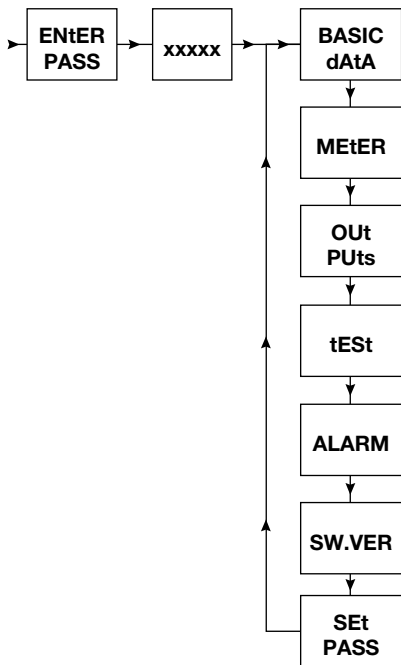 ENtER
PASS
xxxxx
BASIC
dAtA
MEtER
OUt
PUts
tESt
ALARM
SW.VER
SEt
PASS